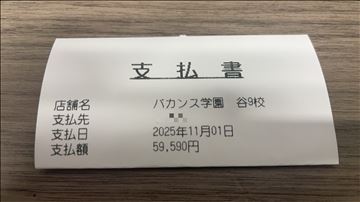 支払書
店舗名 バカンス学園 谷9校
支払先
支払日 2025年11月01日
支払額 59,590円